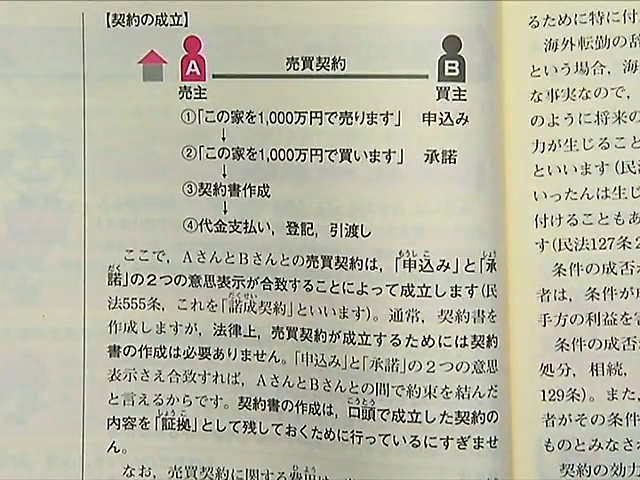 【契約の成立】
A 売買契約 B
売主 買主
①「この家を1,000万円で売ります」 申込み
↓
②「この家を1,000万円で買います」 承諾
↓
③契約書作成
↓
④代金支払い，登記，引渡し
ここで，AさんとBさんとの売買契約は，「申込み」と「承
諾」の２つの意思表示が合致することによって成立します(民
法555条，これを「諾成契約」といいます)。通常，契約書を
作成しますが，法律上，売買契約が成立するためには契約
書の作成は必要ありません。「申込み」と「承諾」の２つの意思
表示さえ合致すれば，AさんとBさんとの間で約束を結んだ
と言えるからです。契約書の作成は，口頭で成立した契約の
内容を「証拠」として残しておくために行っているにすぎませ
ん。
なお，売買契約に関する費用は
るために特に付
海外転勤の辞
という場合，海
な事実なので，
のように将来の
力が生じること
といいます(民
いったんは生じ
付けることもあ
す(民法127条2
条件の成否が
者は，条件が成
手方の利益を害
条件の成否
処分，相続，
129条)。また，
者がその条件
ものとみなさ
契約の効力